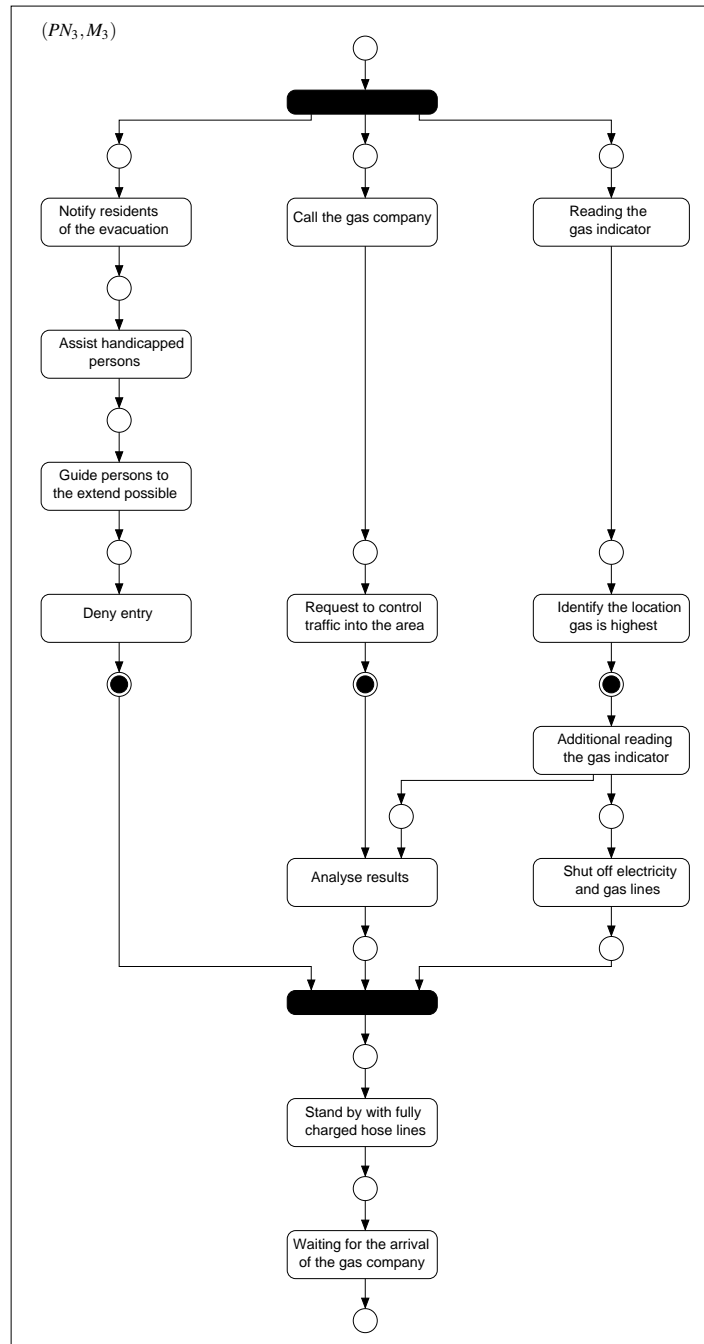 (PN₃, M₃)
Notify residents
of the evacuation
Call the gas company
Reading the
gas indicator
Assist handicapped
persons
Guide persons to
the extend possible
Deny entry
Request to control
traffic into the area
Identify the location
gas is highest
Additional reading
the gas indicator
Analyse results
Shut off electricity
and gas lines
Stand by with fully
charged hose lines
Waiting for the arrival
of the gas company